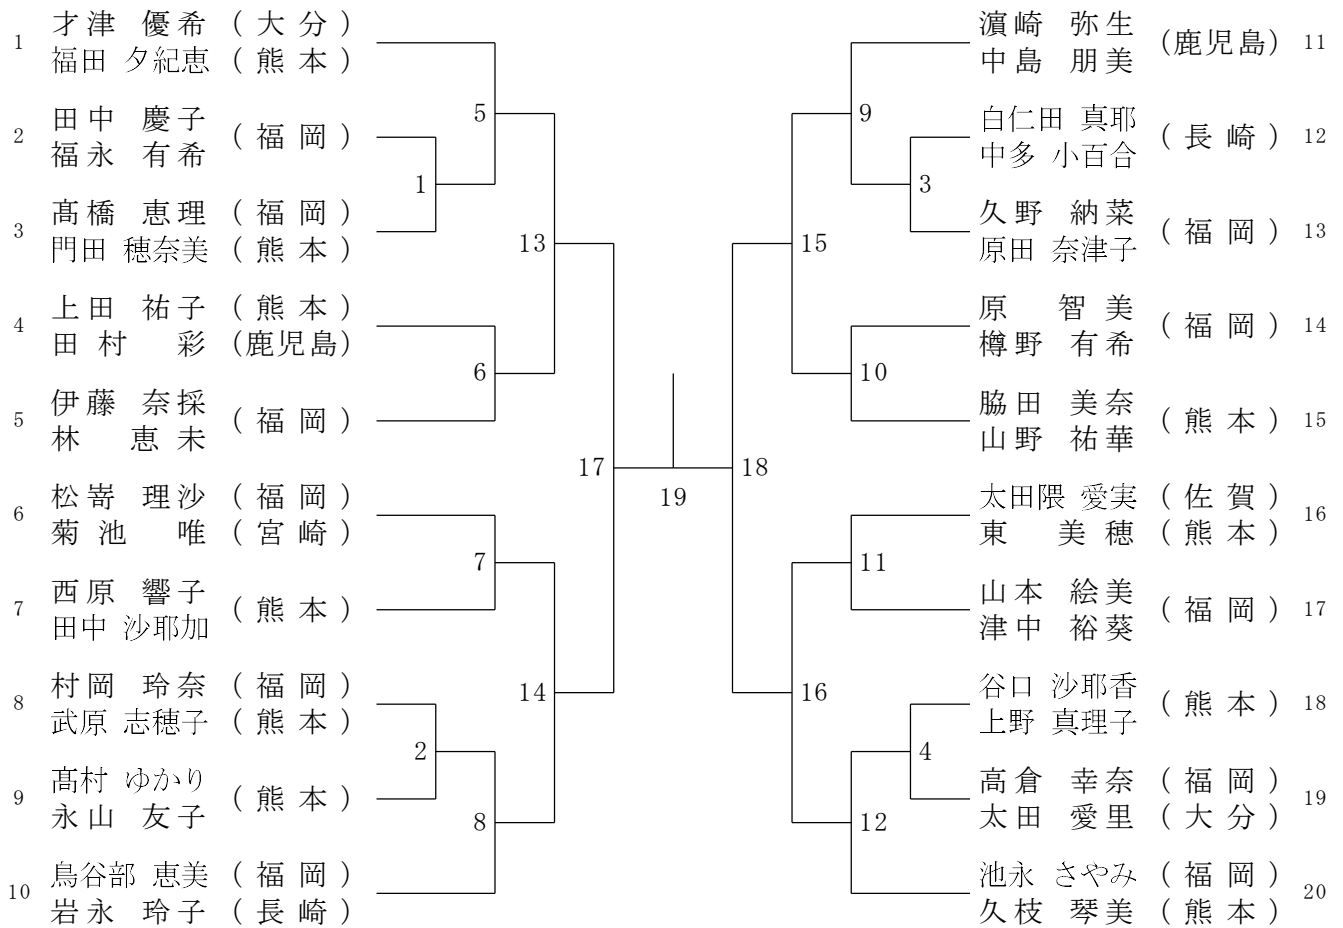 1 才津 優希 (大分)
福田 夕紀恵 (熊本)
2 田中 慶子 (福岡)
福永 有希
3 髙橋 恵理 (福岡)
門田 穂奈美 (熊本)
4 上田 祐子 (熊本)
田村 彩 (鹿児島)
5 伊藤 奈採 (福岡)
林 恵未
6 松嵜 理沙 (福岡)
菊池 唯 (宮崎)
7 西原 響子 (熊本)
田中 沙耶加
8 村岡 玲奈 (福岡)
武原 志穂子 (熊本)
9 髙村 ゆかり (熊本)
永山 友子
10 鳥谷部 恵美 (福岡)
岩永 玲子 (長崎)
5
1
13
6
17
7
14
2
8
19
9
3
15
10
18
11
16
4
12
濵崎 弥生 (鹿児島) 11
中島 朋美
白仁田 真耶 (長崎) 12
中多 小百合
久野 納菜 (福岡) 13
原田 奈津子
原 智美 (福岡) 14
樽野 有希
脇田 美奈 (熊本) 15
山野 祐華
太田隈 愛実 (佐賀) 16
東 美穂 (熊本)
山本 絵美 (福岡) 17
津中 裕葵
谷口 沙耶香 (熊本) 18
上野 真理子
高倉 幸奈 (福岡) 19
太田 愛里 (大分)
池永 さやみ (福岡) 20
久枝 琴美 (熊本)